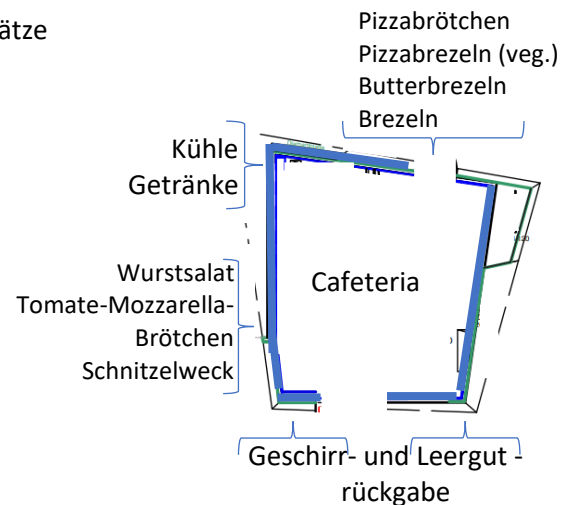 ätze
Pizzabrötchen
Pizzabrezeln (veg.)
Butterbrezeln
Brezeln
Kühle
Getränke
Wurstsalat
Tomate-Mozzarella-
Brötchen
Schnitzelweck
Cafeteria
Geschirr- und Leergut -
rückgabe